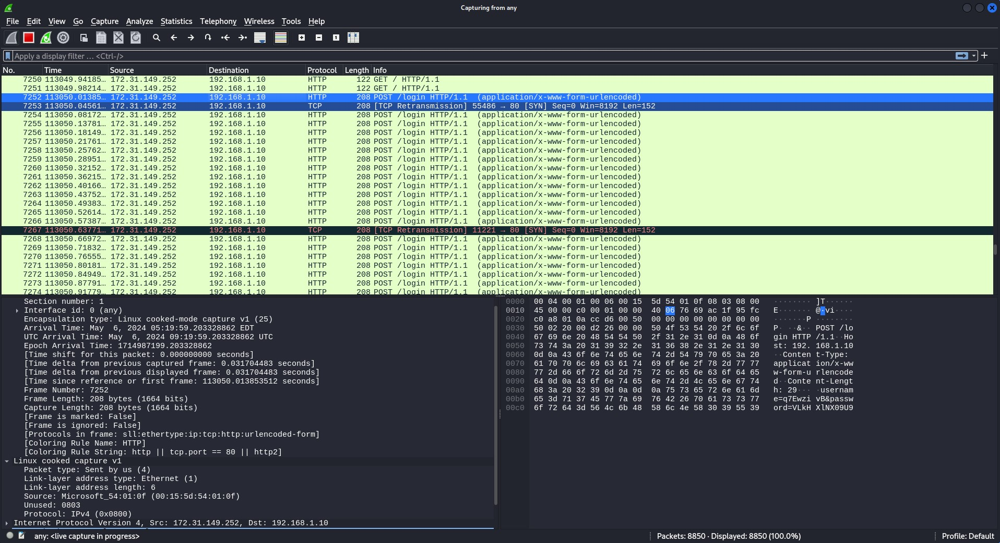 Capturing from any
File Edit View Go Capture Analyze Statistics Telephony Wireless Tools Help
Apply a display filter … <Ctrl-/>
No. Time Source Destination Protocol Length Info
7250 113049.94185… 172.31.149.252 192.168.1.10 HTTP 122 GET / HTTP/1.1
7251 113049.98214… 172.31.149.252 192.168.1.10 HTTP 122 GET / HTTP/1.1
7252 113050.01385… 172.31.149.252 192.168.1.10 HTTP 208 POST /login HTTP/1.1 (application/x-www-form-urlencoded)
7253 113050.04561… 172.31.149.252 192.168.1.10 TCP 208 [TCP Retransmission] 55486 → 80 [SYN] Seq=0 Win=8192 Len=152
7254 113050.08172… 172.31.149.252 192.168.1.10 HTTP 208 POST /login HTTP/1.1 (application/x-www-form-urlencoded)
7255 113050.13781… 172.31.149.252 192.168.1.10 HTTP 208 POST /login HTTP/1.1 (application/x-www-form-urlencoded)
7256 113050.18149… 172.31.149.252 192.168.1.10 HTTP 208 POST /login HTTP/1.1 (application/x-www-form-urlencoded)
7257 113050.21761… 172.31.149.252 192.168.1.10 HTTP 208 POST /login HTTP/1.1 (application/x-www-form-urlencoded)
7258 113050.25762… 172.31.149.252 192.168.1.10 HTTP 208 POST /login HTTP/1.1 (application/x-www-form-urlencoded)
7259 113050.28951… 172.31.149.252 192.168.1.10 HTTP 208 POST /login HTTP/1.1 (application/x-www-form-urlencoded)
7260 113050.32152… 172.31.149.252 192.168.1.10 HTTP 208 POST /login HTTP/1.1 (application/x-www-form-urlencoded)
7261 113050.36215… 172.31.149.252 192.168.1.10 HTTP 208 POST /login HTTP/1.1 (application/x-www-form-urlencoded)
7262 113050.40166… 172.31.149.252 192.168.1.10 HTTP 208 POST /login HTTP/1.1 (application/x-www-form-urlencoded)
7263 113050.43752… 172.31.149.252 192.168.1.10 HTTP 208 POST /login HTTP/1.1 (application/x-www-form-urlencoded)
7264 113050.49383… 172.31.149.252 192.168.1.10 HTTP 208 POST /login HTTP/1.1 (application/x-www-form-urlencoded)
7265 113050.52614… 172.31.149.252 192.168.1.10 HTTP 208 POST /login HTTP/1.1 (application/x-www-form-urlencoded)
7266 113050.57387… 172.31.149.252 192.168.1.10 HTTP 208 POST /login HTTP/1.1 (application/x-www-form-urlencoded)
7267 113050.63771… 172.31.149.252 192.168.1.10 TCP 208 [TCP Retransmission] 11221 → 80 [SYN] Seq=0 Win=8192 Len=152
7268 113050.66972… 172.31.149.252 192.168.1.10 HTTP 208 POST /login HTTP/1.1 (application/x-www-form-urlencoded)
7269 113050.71832… 172.31.149.252 192.168.1.10 HTTP 208 POST /login HTTP/1.1 (application/x-www-form-urlencoded)
7270 113050.76555… 172.31.149.252 192.168.1.10 HTTP 208 POST /login HTTP/1.1 (application/x-www-form-urlencoded)
7271 113050.80181… 172.31.149.252 192.168.1.10 HTTP 208 POST /login HTTP/1.1 (application/x-www-form-urlencoded)
7272 113050.84949… 172.31.149.252 192.168.1.10 HTTP 208 POST /login HTTP/1.1 (application/x-www-form-urlencoded)
7273 113050.87791… 172.31.149.252 192.168.1.10 HTTP 208 POST /login HTTP/1.1 (application/x-www-form-urlencoded)
7274 113050.91779… 172.31.149.252 192.168.1.10 HTTP 208 POST /login HTTP/1.1 (application/x-www-form-urlencoded)
Section number: 1
Interface id: 0 (any)
Encapsulation type: Linux cooked-mode capture v1 (25)
Arrival Time: May  6, 2024 05:19:59.203328862 EDT
UTC Arrival Time: May  6, 2024 09:19:59.203328862 UTC
Epoch Arrival Time: 1714987199.203328862
[Time shift for this packet: 0.000000000 seconds]
[Time delta from previous captured frame: 0.031704483 seconds]
[Time delta from previous displayed frame: 0.031704483 seconds]
[Time since reference or first frame: 113050.013853512 seconds]
Frame Number: 7252
Frame Length: 208 bytes (1664 bits)
Capture Length: 208 bytes (1664 bits)
[Frame is marked: False]
[Frame is ignored: False]
[Protocols in frame: sll:ethertype:ip:tcp:http:urlencoded-form]
[Coloring Rule Name: HTTP]
[Coloring Rule String: http || tcp.port == 80 || http2]
Linux cooked capture v1
Packet type: Sent by us (4)
Link-layer address type: Ethernet (1)
Link-layer address length: 6
Source: Microsoft_54:01:0f (00:15:5d:54:01:0f)
Unused: 0803
Protocol: IPv4 (0x0800)
Internet Protocol Version 4, Src: 172.31.149.252, Dst: 192.168.1.10
0000 00 04 00 01 00 06 00 15 5d 54 01 0f 08 03 08 00 ········ ]T······
0010 45 00 00 c0 00 01 00 00 40 06 76 69 ac 1f 95 fc E······· @·vi····
0020 c0 a8 01 0a cc d6 00 50 00 00 00 00 00 00 00 00 ·······P ········
0030 50 02 20 00 d2 26 00 00 50 4f 53 54 20 2f 6c 6f P· ··&·· POST /lo
0040 67 69 6e 20 48 54 54 50 2f 31 2e 31 0d 0a 48 6f gin HTTP /1.1··Ho
0050 73 74 3a 20 31 39 32 2e 31 36 38 2e 31 2e 31 30 st: 192. 168.1.10
0060 0d 0a 43 6f 6e 74 65 6e 74 2d 54 79 70 65 3a 20 ··Conten t-Type:
0070 61 70 70 6c 69 63 61 74 69 6f 6e 2f 78 2d 77 77 applicat ion/x-ww
0080 77 2d 66 6f 72 6d 2d 75 72 6c 65 6e 63 6f 64 65 w-form-u rlencode
0090 64 0d 0a 43 6f 6e 74 65 6e 74 2d 4c 65 6e 67 74 d··Conte nt-Lengt
00a0 68 3a 20 32 39 0d 0a 0d 0a 75 73 65 72 6e 61 6d h: 29··· ·usernam
00b0 65 3d 71 37 45 77 7a 69 76 42 26 70 61 73 73 77 e=q7Ewzi vB&passw
00c0 6f 72 64 3d 56 4c 6b 48 58 6c 4e 58 30 39 55 39 ord=VLkH XlNX09U9
any: <live capture in progress>
Packets: 8850 · Displayed: 8850 (100.0%)
Profile: Default